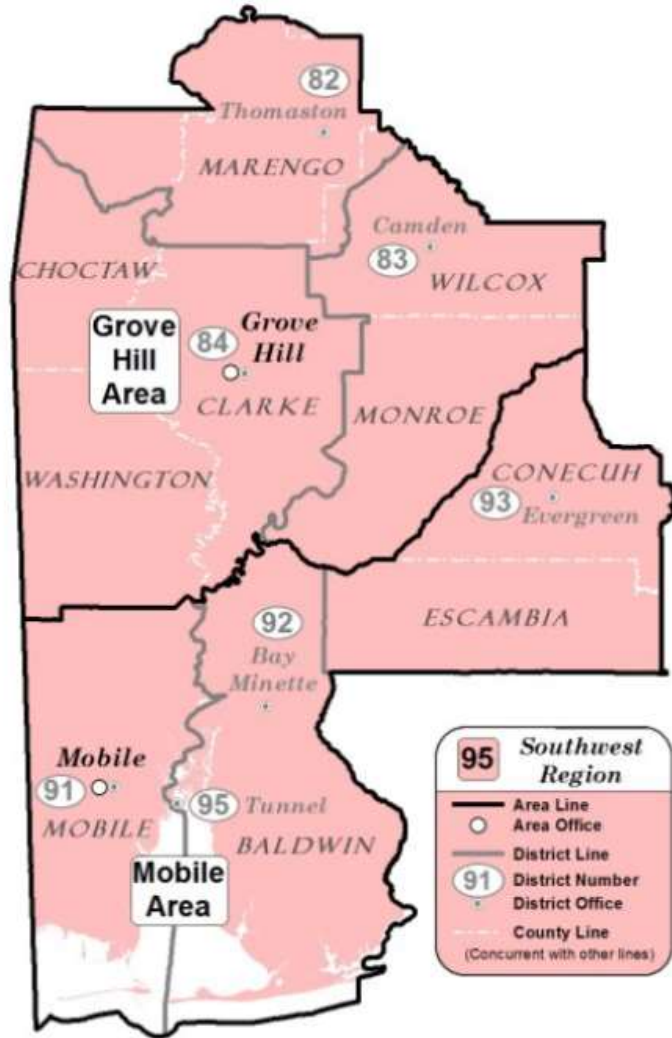 82
Thomaston
MARENGO
Camden
83
WILCOX
CHOCTAW
Grove
Hill
Area
84
Grove
Hill
CLARKE
MONROE
WASHINGTON
CONECUH
93
Evergreen
ESCAMBIA
92
Bay
Minette
Mobile
91
MOBILE
95
Tunnel
BALDWIN
Mobile
Area
95
Southwest
Region
Area Line
Area Office
District Line
91
District Number
District Office
County Line
(Concurrent with other lines)